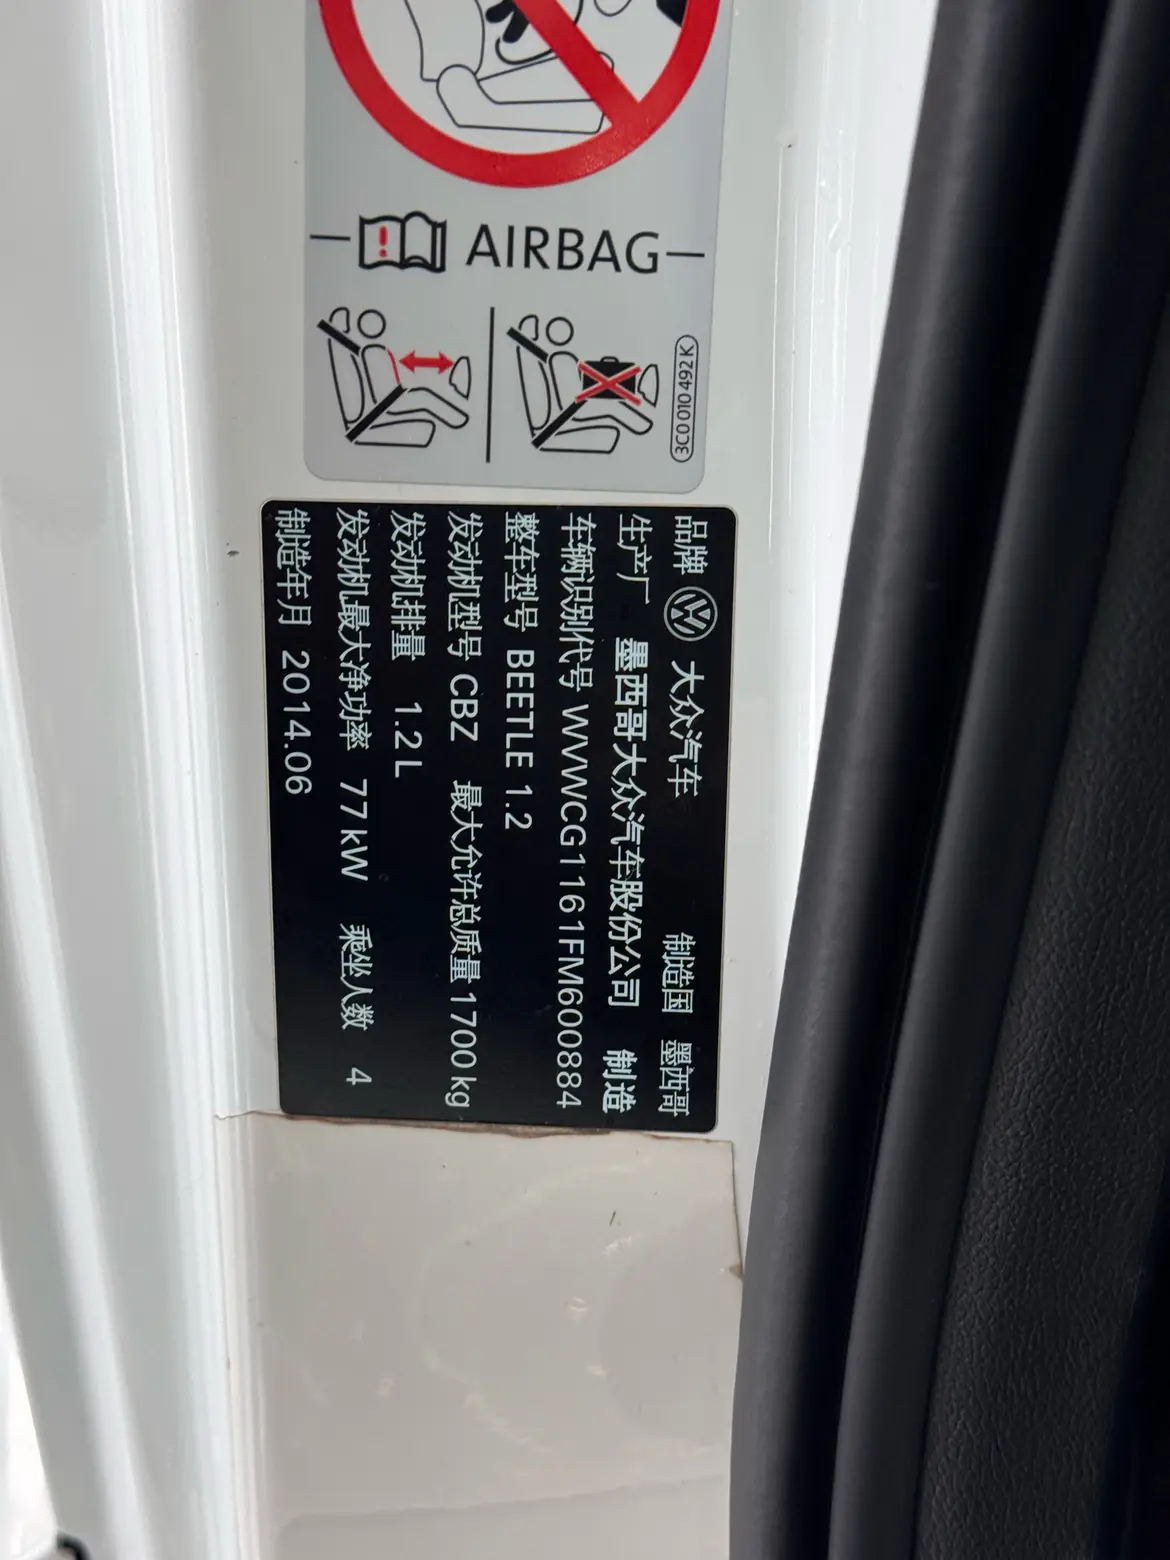 AIRBAG
3C0 010 492 K
品牌 大众汽车 制造国 墨西哥
生产厂 墨西哥大众汽车股份公司 制造
车辆识别代号 WVWCG1161FM600884
整车型号 BEETLE 1.2
发动机型号 CBZ 最大允许总质量 1700kg
发动机排量 1.2L
发动机最大净功率 77kW 乘坐人数 4
制造年月 2014.06